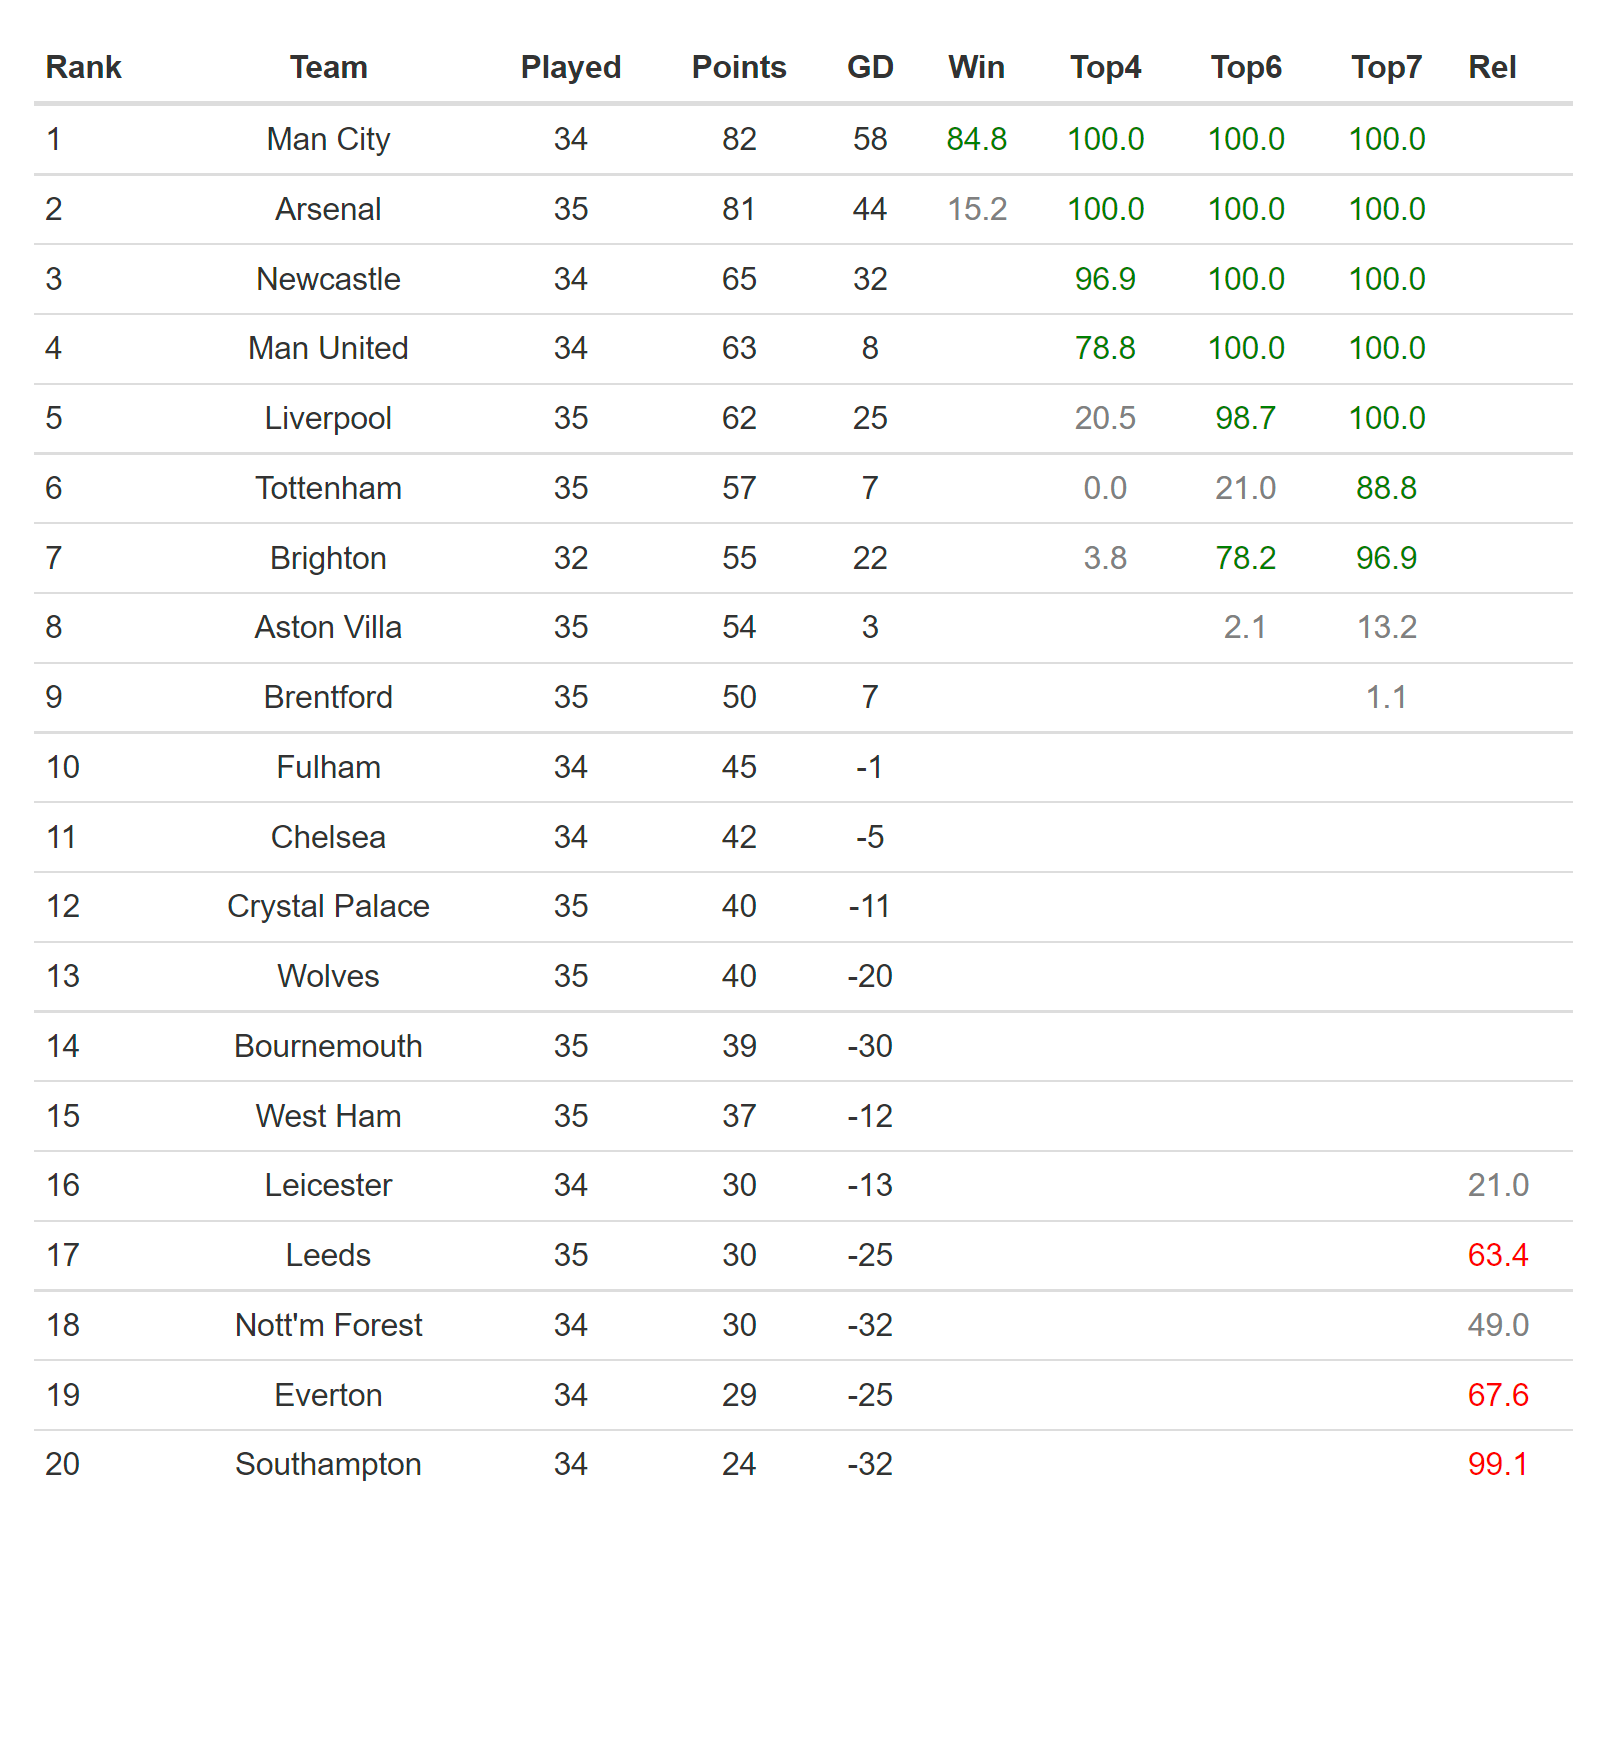 Rank Team Played Points GD Win Top4 Top6 Top7 Rel
1 Man City 34 82 58 84.8 100.0 100.0 100.0
2 Arsenal 35 81 44 15.2 100.0 100.0 100.0
3 Newcastle 34 65 32 96.9 100.0 100.0
4 Man United 34 63 8 78.8 100.0 100.0
5 Liverpool 35 62 25 20.5 98.7 100.0
6 Tottenham 35 57 7 0.0 21.0 88.8
7 Brighton 32 55 22 3.8 78.2 96.9
8 Aston Villa 35 54 3 2.1 13.2
9 Brentford 35 50 7 1.1
10 Fulham 34 45 -1
11 Chelsea 34 42 -5
12 Crystal Palace 35 40 -11
13 Wolves 35 40 -20
14 Bournemouth 35 39 -30
15 West Ham 35 37 -12
16 Leicester 34 30 -13 21.0
17 Leeds 35 30 -25 63.4
18 Nott'm Forest 34 30 -32 49.0
19 Everton 34 29 -25 67.6
20 Southampton 34 24 -32 99.1